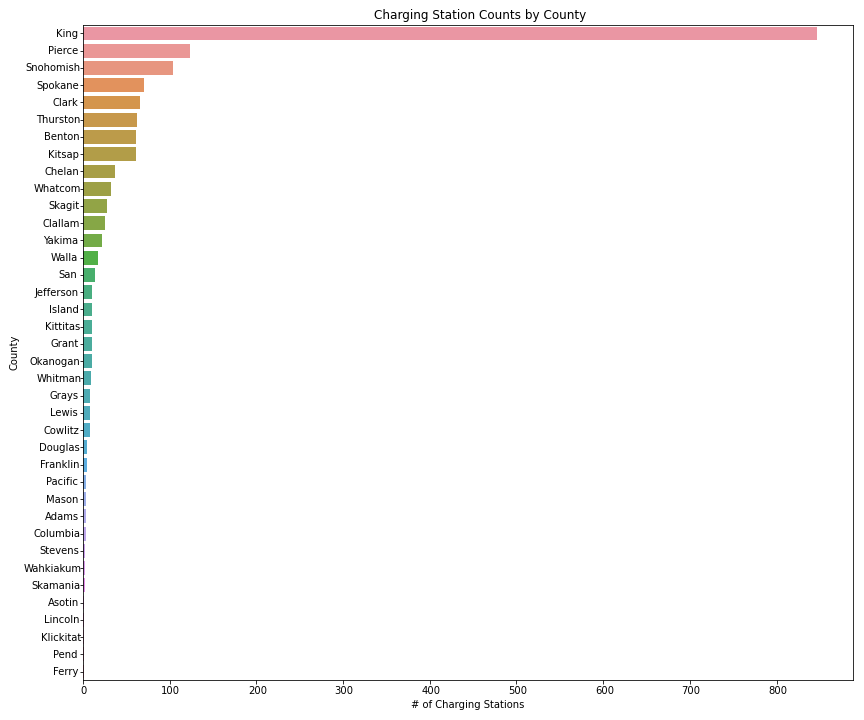 Charging Station Counts by County
County
King
Pierce
Snohomish
Spokane
Clark
Thurston
Benton
Kitsap
Chelan
Whatcom
Skagit
Clallam
Yakima
Walla
San
Jefferson
Island
Kittitas
Grant
Okanogan
Whitman
Grays
Lewis
Cowlitz
Douglas
Franklin
Pacific
Mason
Adams
Columbia
Stevens
Wahkiakum
Skamania
Asotin
Lincoln
Klickitat
Pend
Ferry
0 100 200 300 400 500 600 700 800
# of Charging Stations